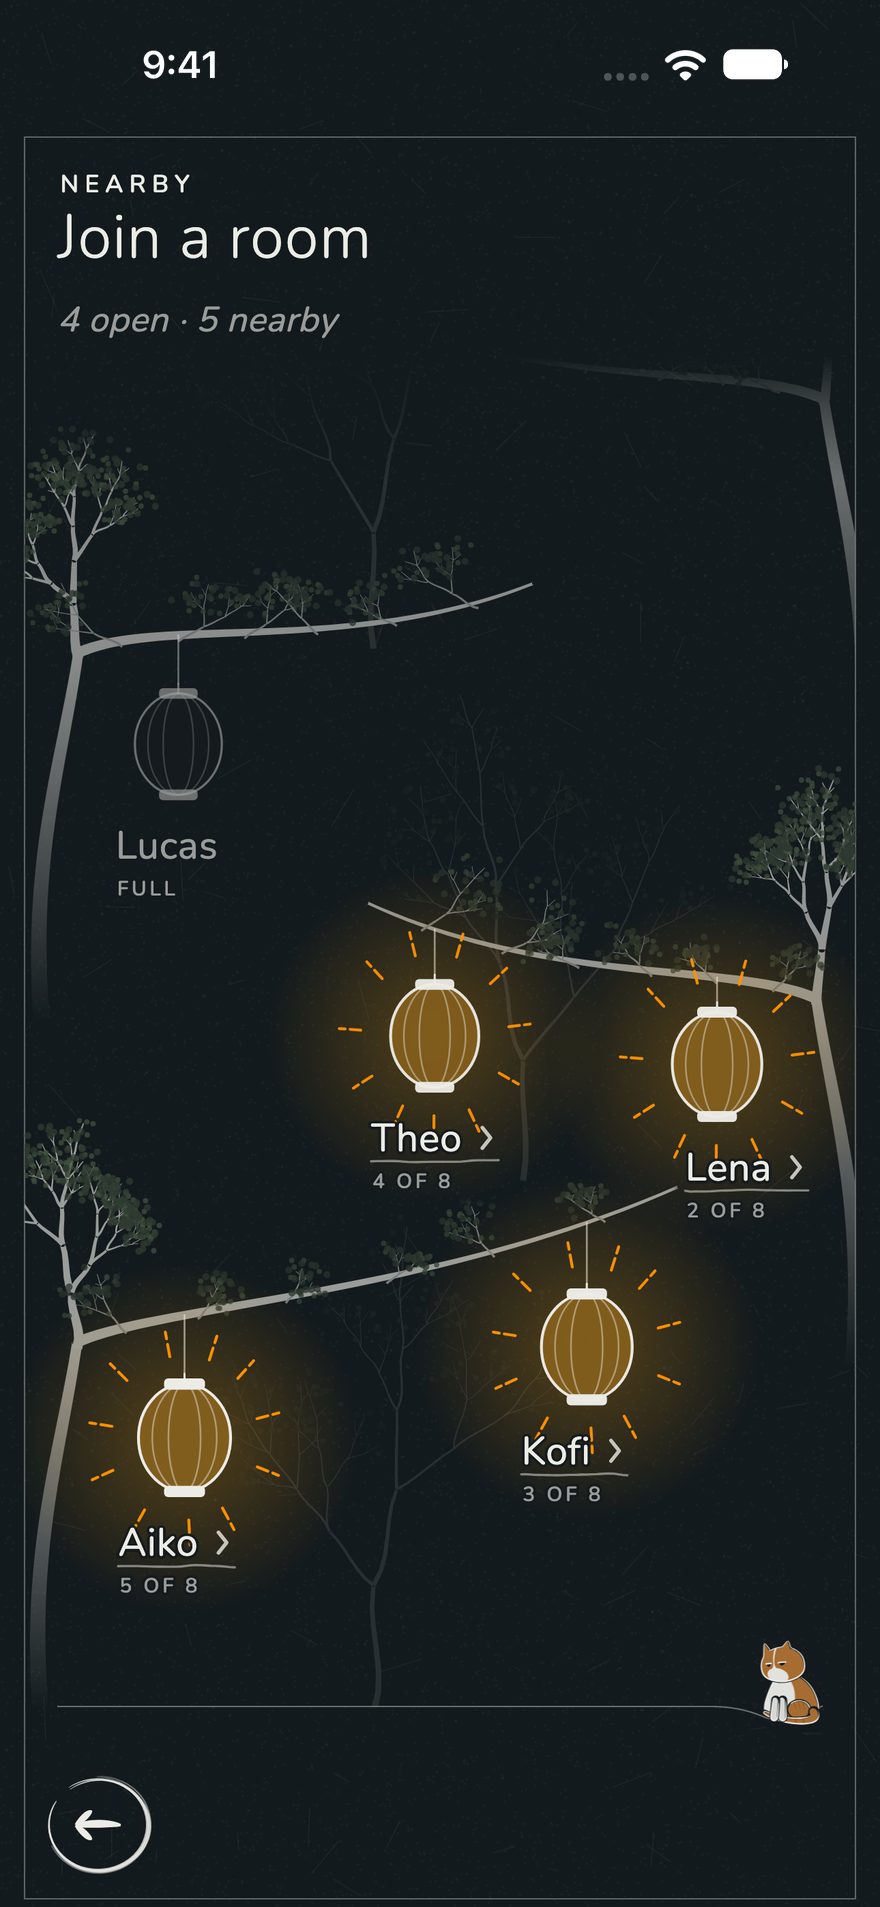 9:41
NEARBY
Join a room
4 open · 5 nearby
Lucas
FULL
Theo
4 OF 8
Lena
2 OF 8
Kofi
3 OF 8
Aiko
5 OF 8